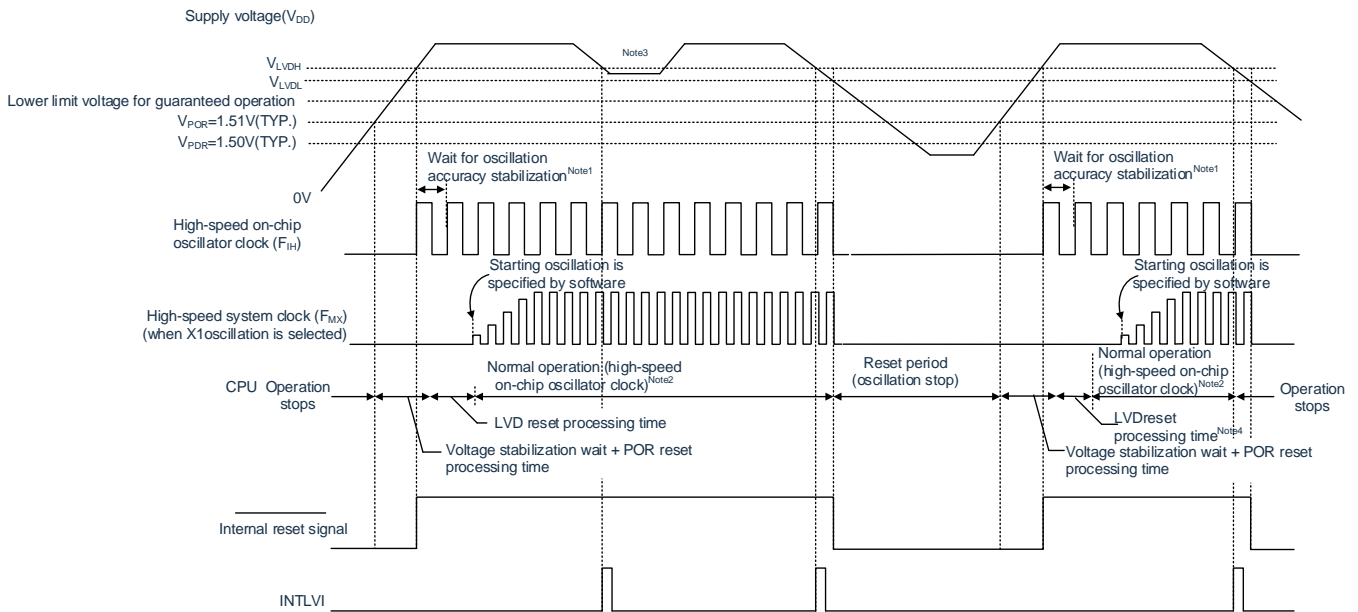 Supply voltage(VDD)
Note3
VLVDH
VLVDL
Lower limit voltage for guaranteed operation
VPOR=1.51V(TYP.)
VPDR=1.50V(TYP.)
0V
Wait for oscillation
accuracy stabilizationNote1
Wait for oscillation
accuracy stabilizationNote1
High-speed on-chip
oscillator clock (FIH)
Starting oscillation is
specified by software
Starting oscillation is
specified by software
High-speed system clock (FMX)
(when X1oscillation is selected)
Normal operation (high-speed
on-chip oscillator clock)Note2
Reset period
(oscillation stop)
Normal operation
(high-speed on-chip
oscillator clock)Note2
CPU Operation
stops
Operation
stops
LVD reset processing time
LVDreset
processing timeNote4
Voltage stabilization wait + POR reset
processing time
Voltage stabilization wait + POR reset
processing time
Internal reset signal
INTLVI